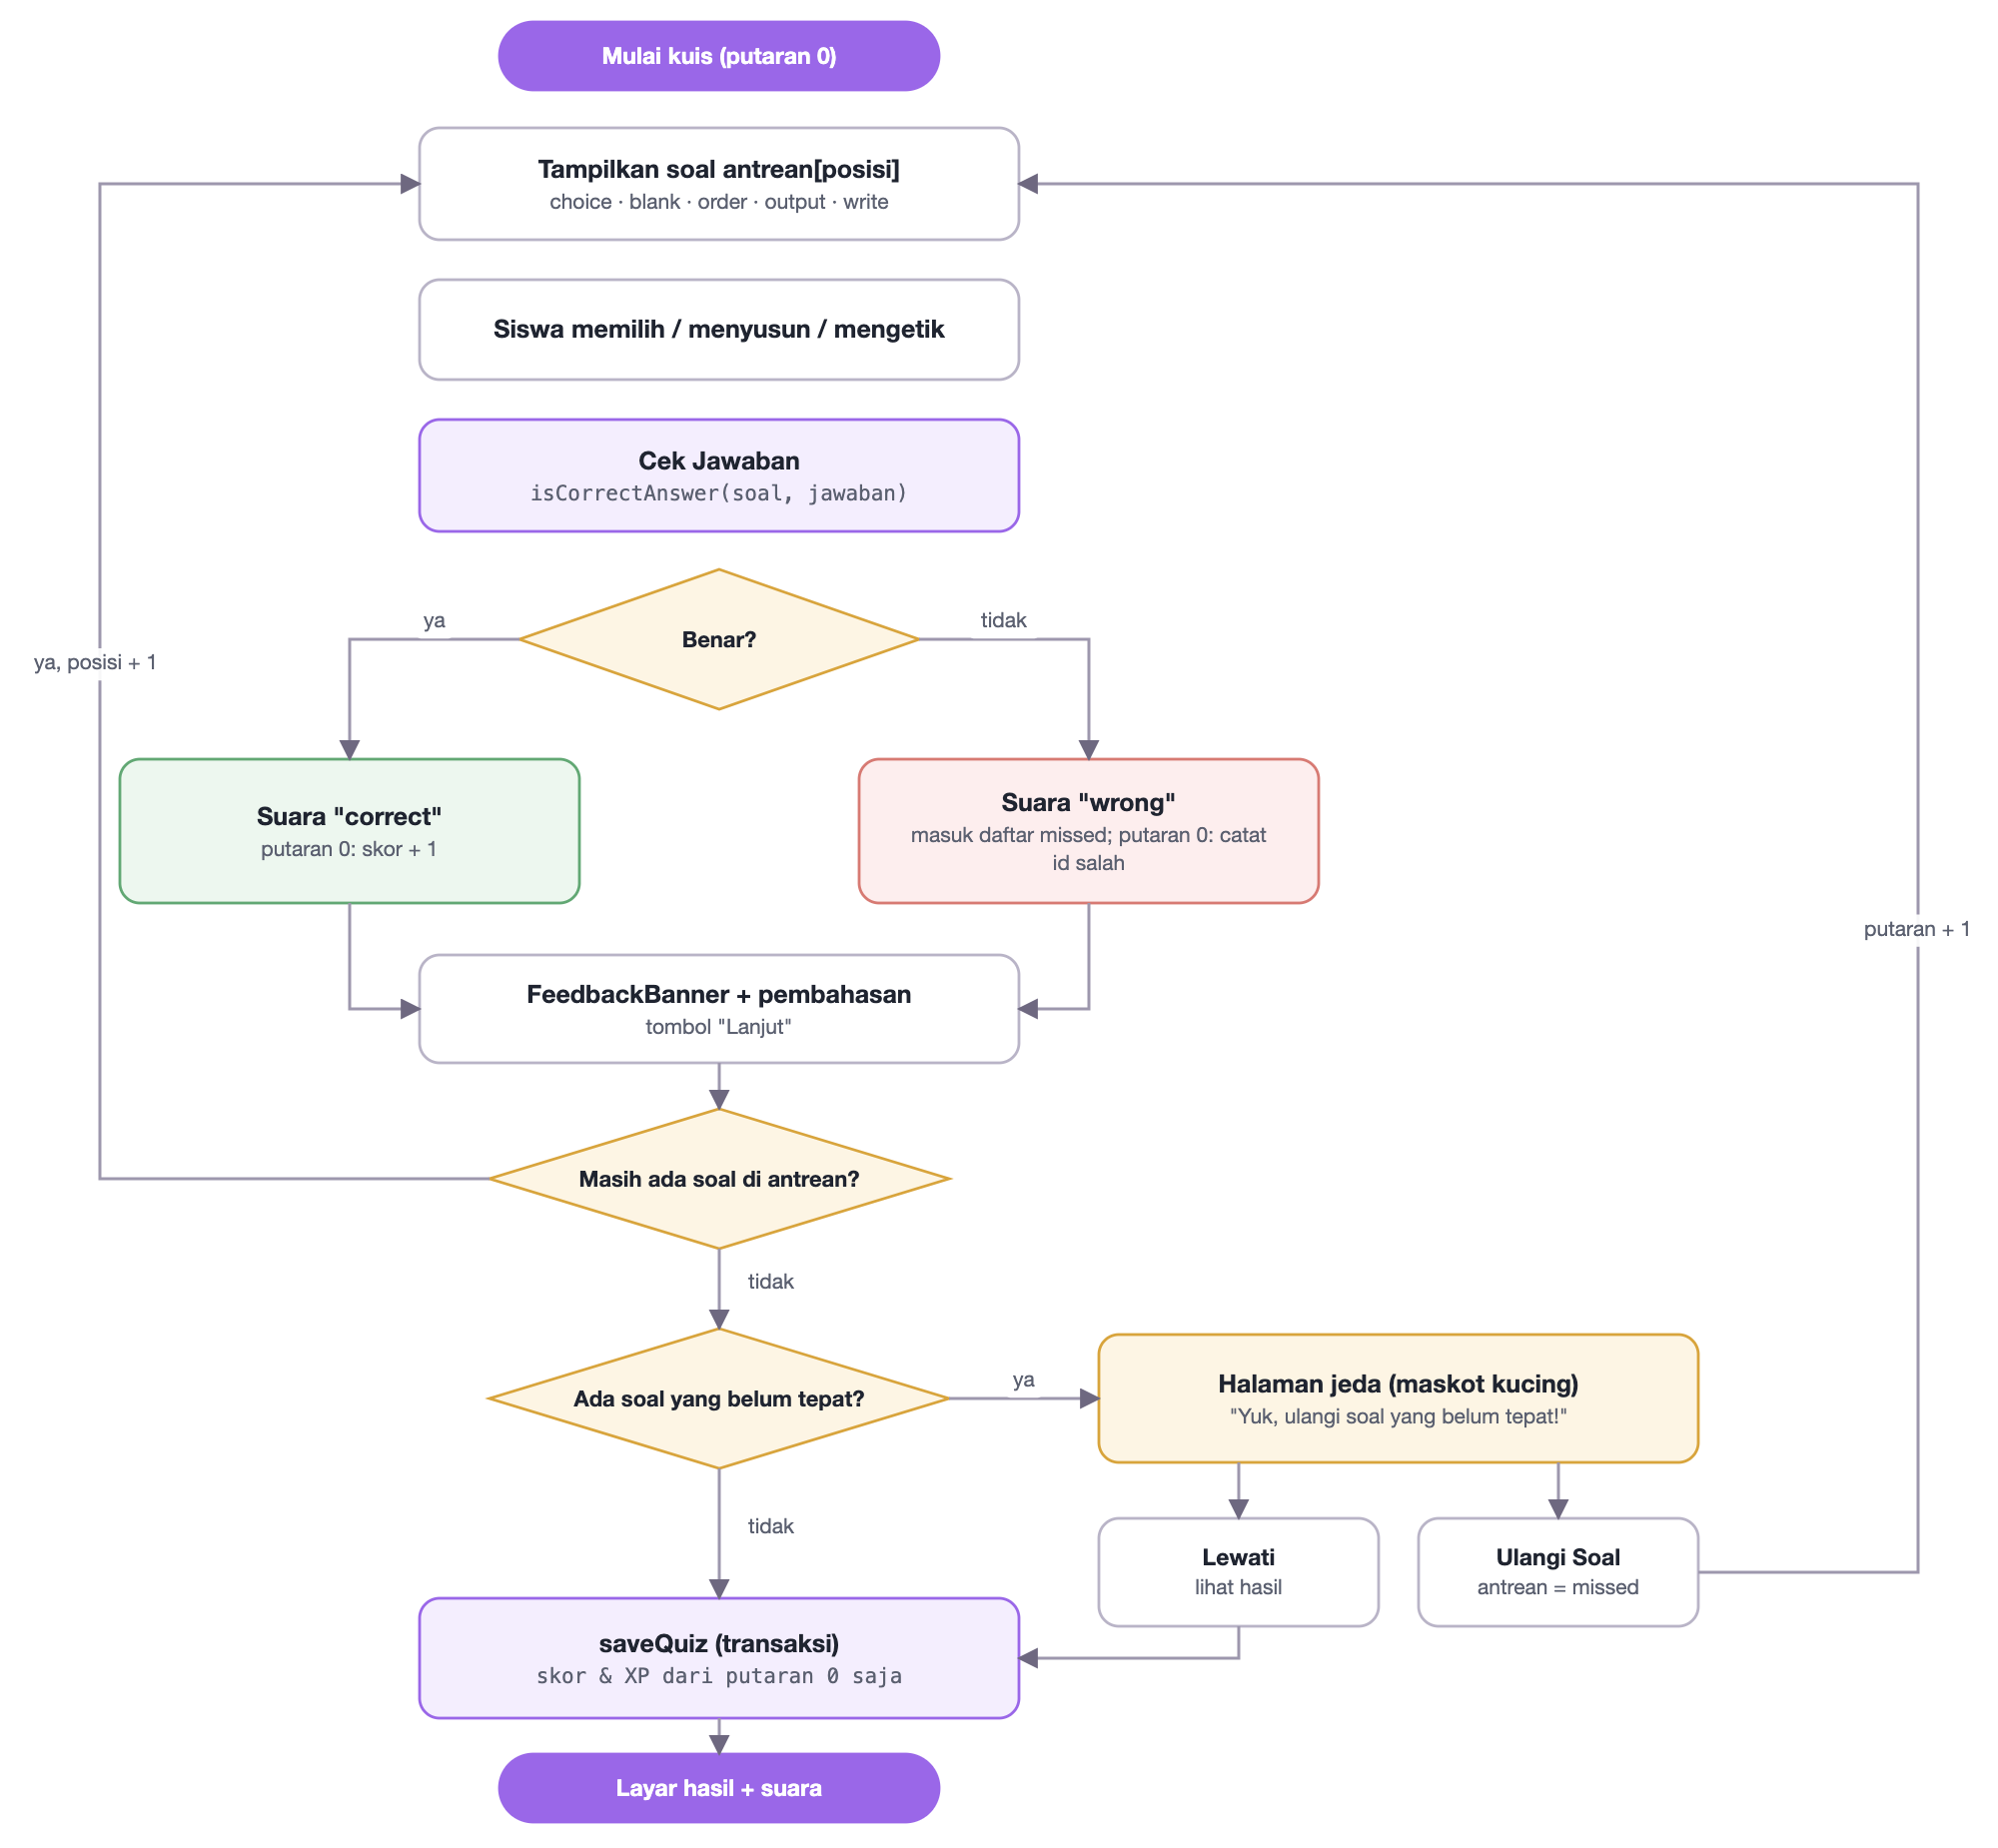 Mulai kuis (putaran 0)
Tampilkan soal antrean[posisi]
choice · blank · order · output · write
Siswa memilih / menyusun / mengetik
Cek Jawaban
isCorrectAnswer(soal, jawaban)
ya
Benar?
tidak
ya, posisi + 1
Suara "correct"
putaran 0: skor + 1
Suara "wrong"
masuk daftar missed; putaran 0: catat
id salah
putaran + 1
FeedbackBanner + pembahasan
tombol "Lanjut"
Masih ada soal di antrean?
tidak
Ada soal yang belum tepat?
ya
Halaman jeda (maskot kucing)
"Yuk, ulangi soal yang belum tepat!"
tidak
Lewati
lihat hasil
Ulangi Soal
antrean = missed
saveQuiz (transaksi)
skor & XP dari putaran 0 saja
Layar hasil + suara